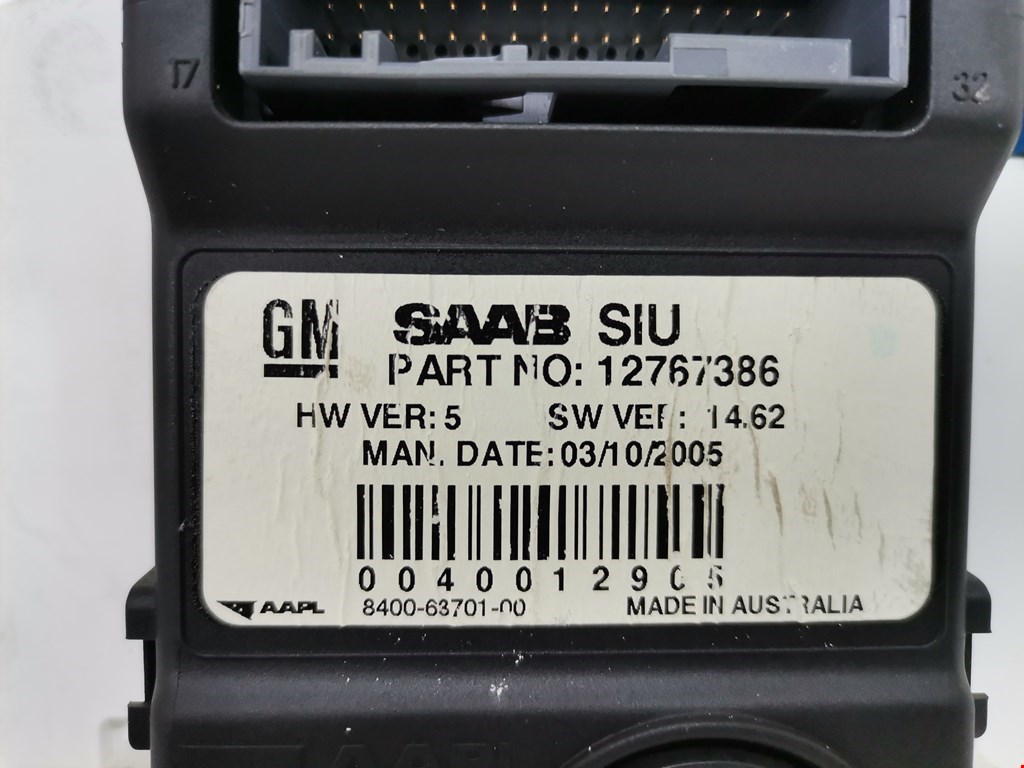 17
32
GM SAAB SIU
PART NO: 12767386
HW VER: 5 SW VER: 14.62
MAN. DATE: 03/10/2005
0040012905
AAPL 8400-63701-00 MADE IN AUSTRALIA
AAPL